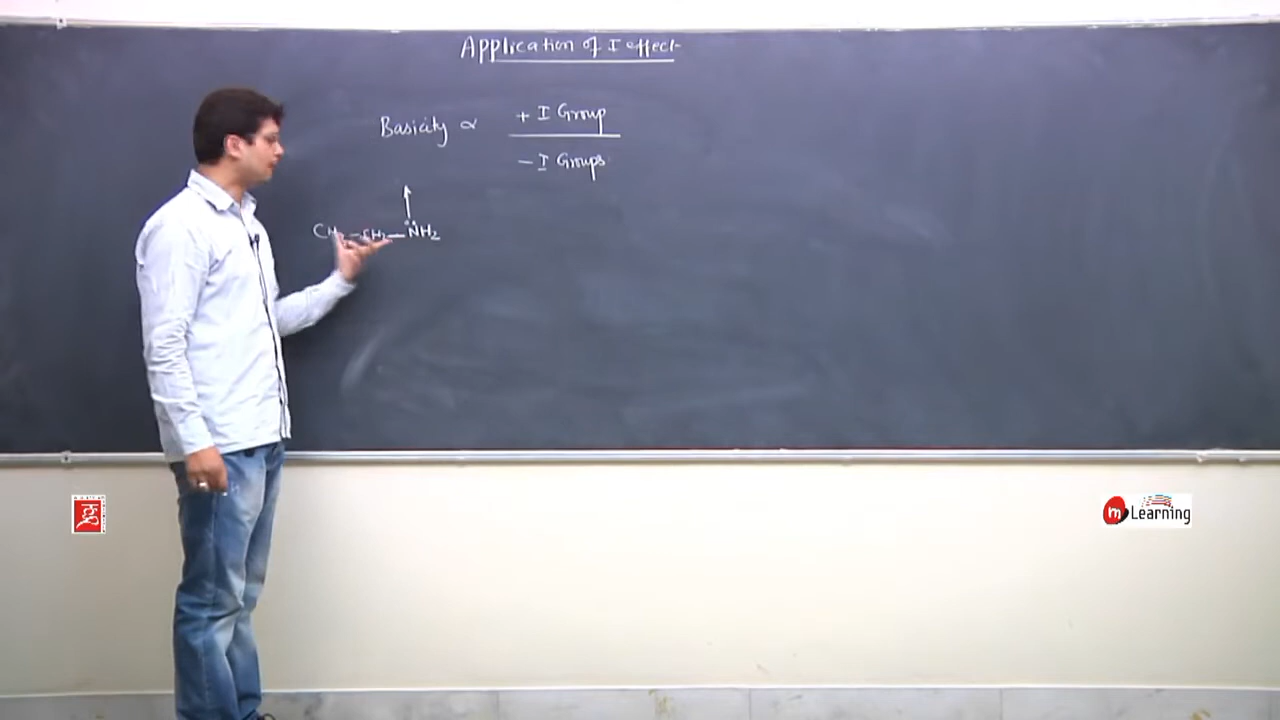 Application of I effect
Basicity ∝ + I Group
- I Groups
CH₃ - CH₂ - N̈H₂
m Learning